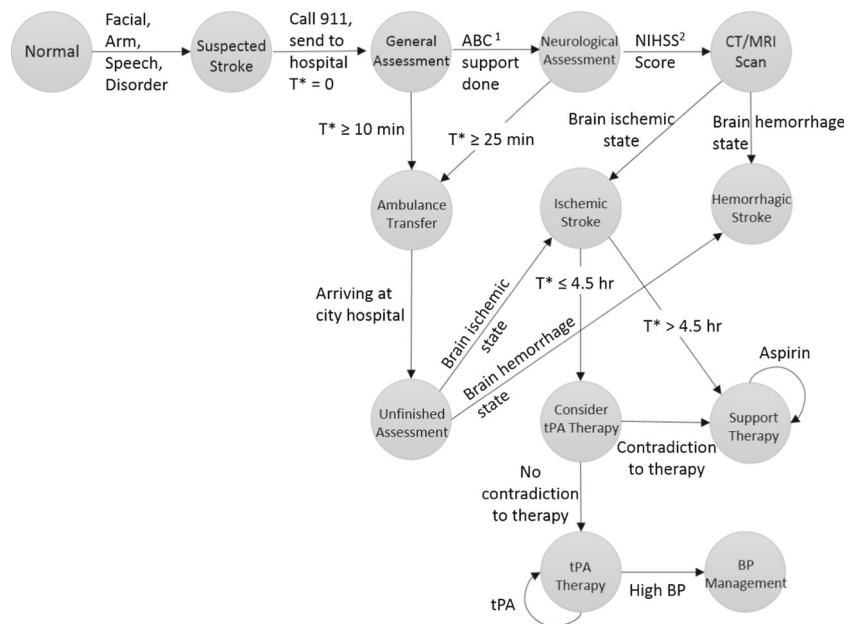 Normal
Facial,
Arm,
Speech,
Disorder
Suspected
Stroke
Call 911,
send to
hospital
T* = 0
General
Assessment
ABC¹
support
done
Neurological
Assessment
NIHSS²
Score
CT/MRI
Scan
T* ≥ 10 min
T* ≥ 25 min
Brain ischemic
state
Brain hemorrhage
state
Ambulance
Transfer
Ischemic
Stroke
Hemorrhagic
Stroke
Arriving at
city hospital
Brain ischemic
state
Brain hemorrhage
state
T* ≤ 4.5 hr
T* > 4.5 hr
Aspirin
Unfinished
Assessment
Consider
tPA Therapy
Contradiction
to therapy
Support
Therapy
No
contradiction
to therapy
tPA
Therapy
tPA
High BP
BP
Management